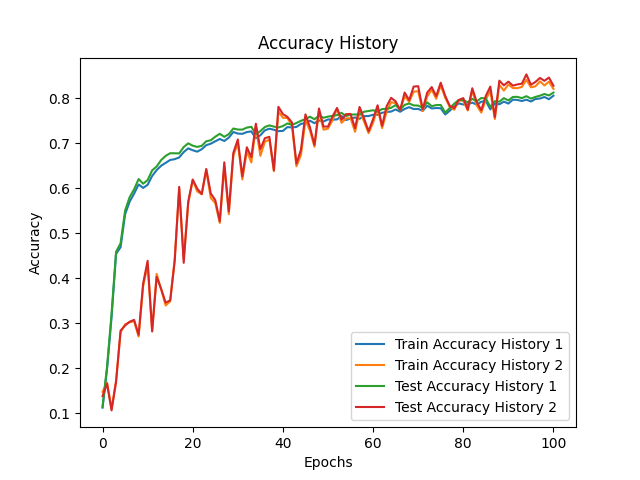 Accuracy History
0.8
0.7
0.6
0.5
0.4
0.3
0.2
0.1
Accuracy
Train Accuracy History 1
Train Accuracy History 2
Test Accuracy History 1
Test Accuracy History 2
0 20 40 60 80 100
Epochs